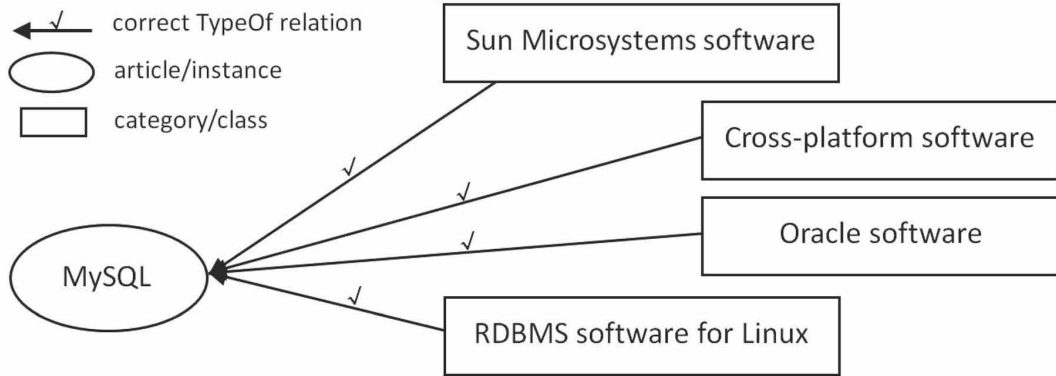 √ correct TypeOf relation
article/instance
category/class
Sun Microsystems software
Cross-platform software
Oracle software
RDBMS software for Linux
MySQL
√
√
√
√